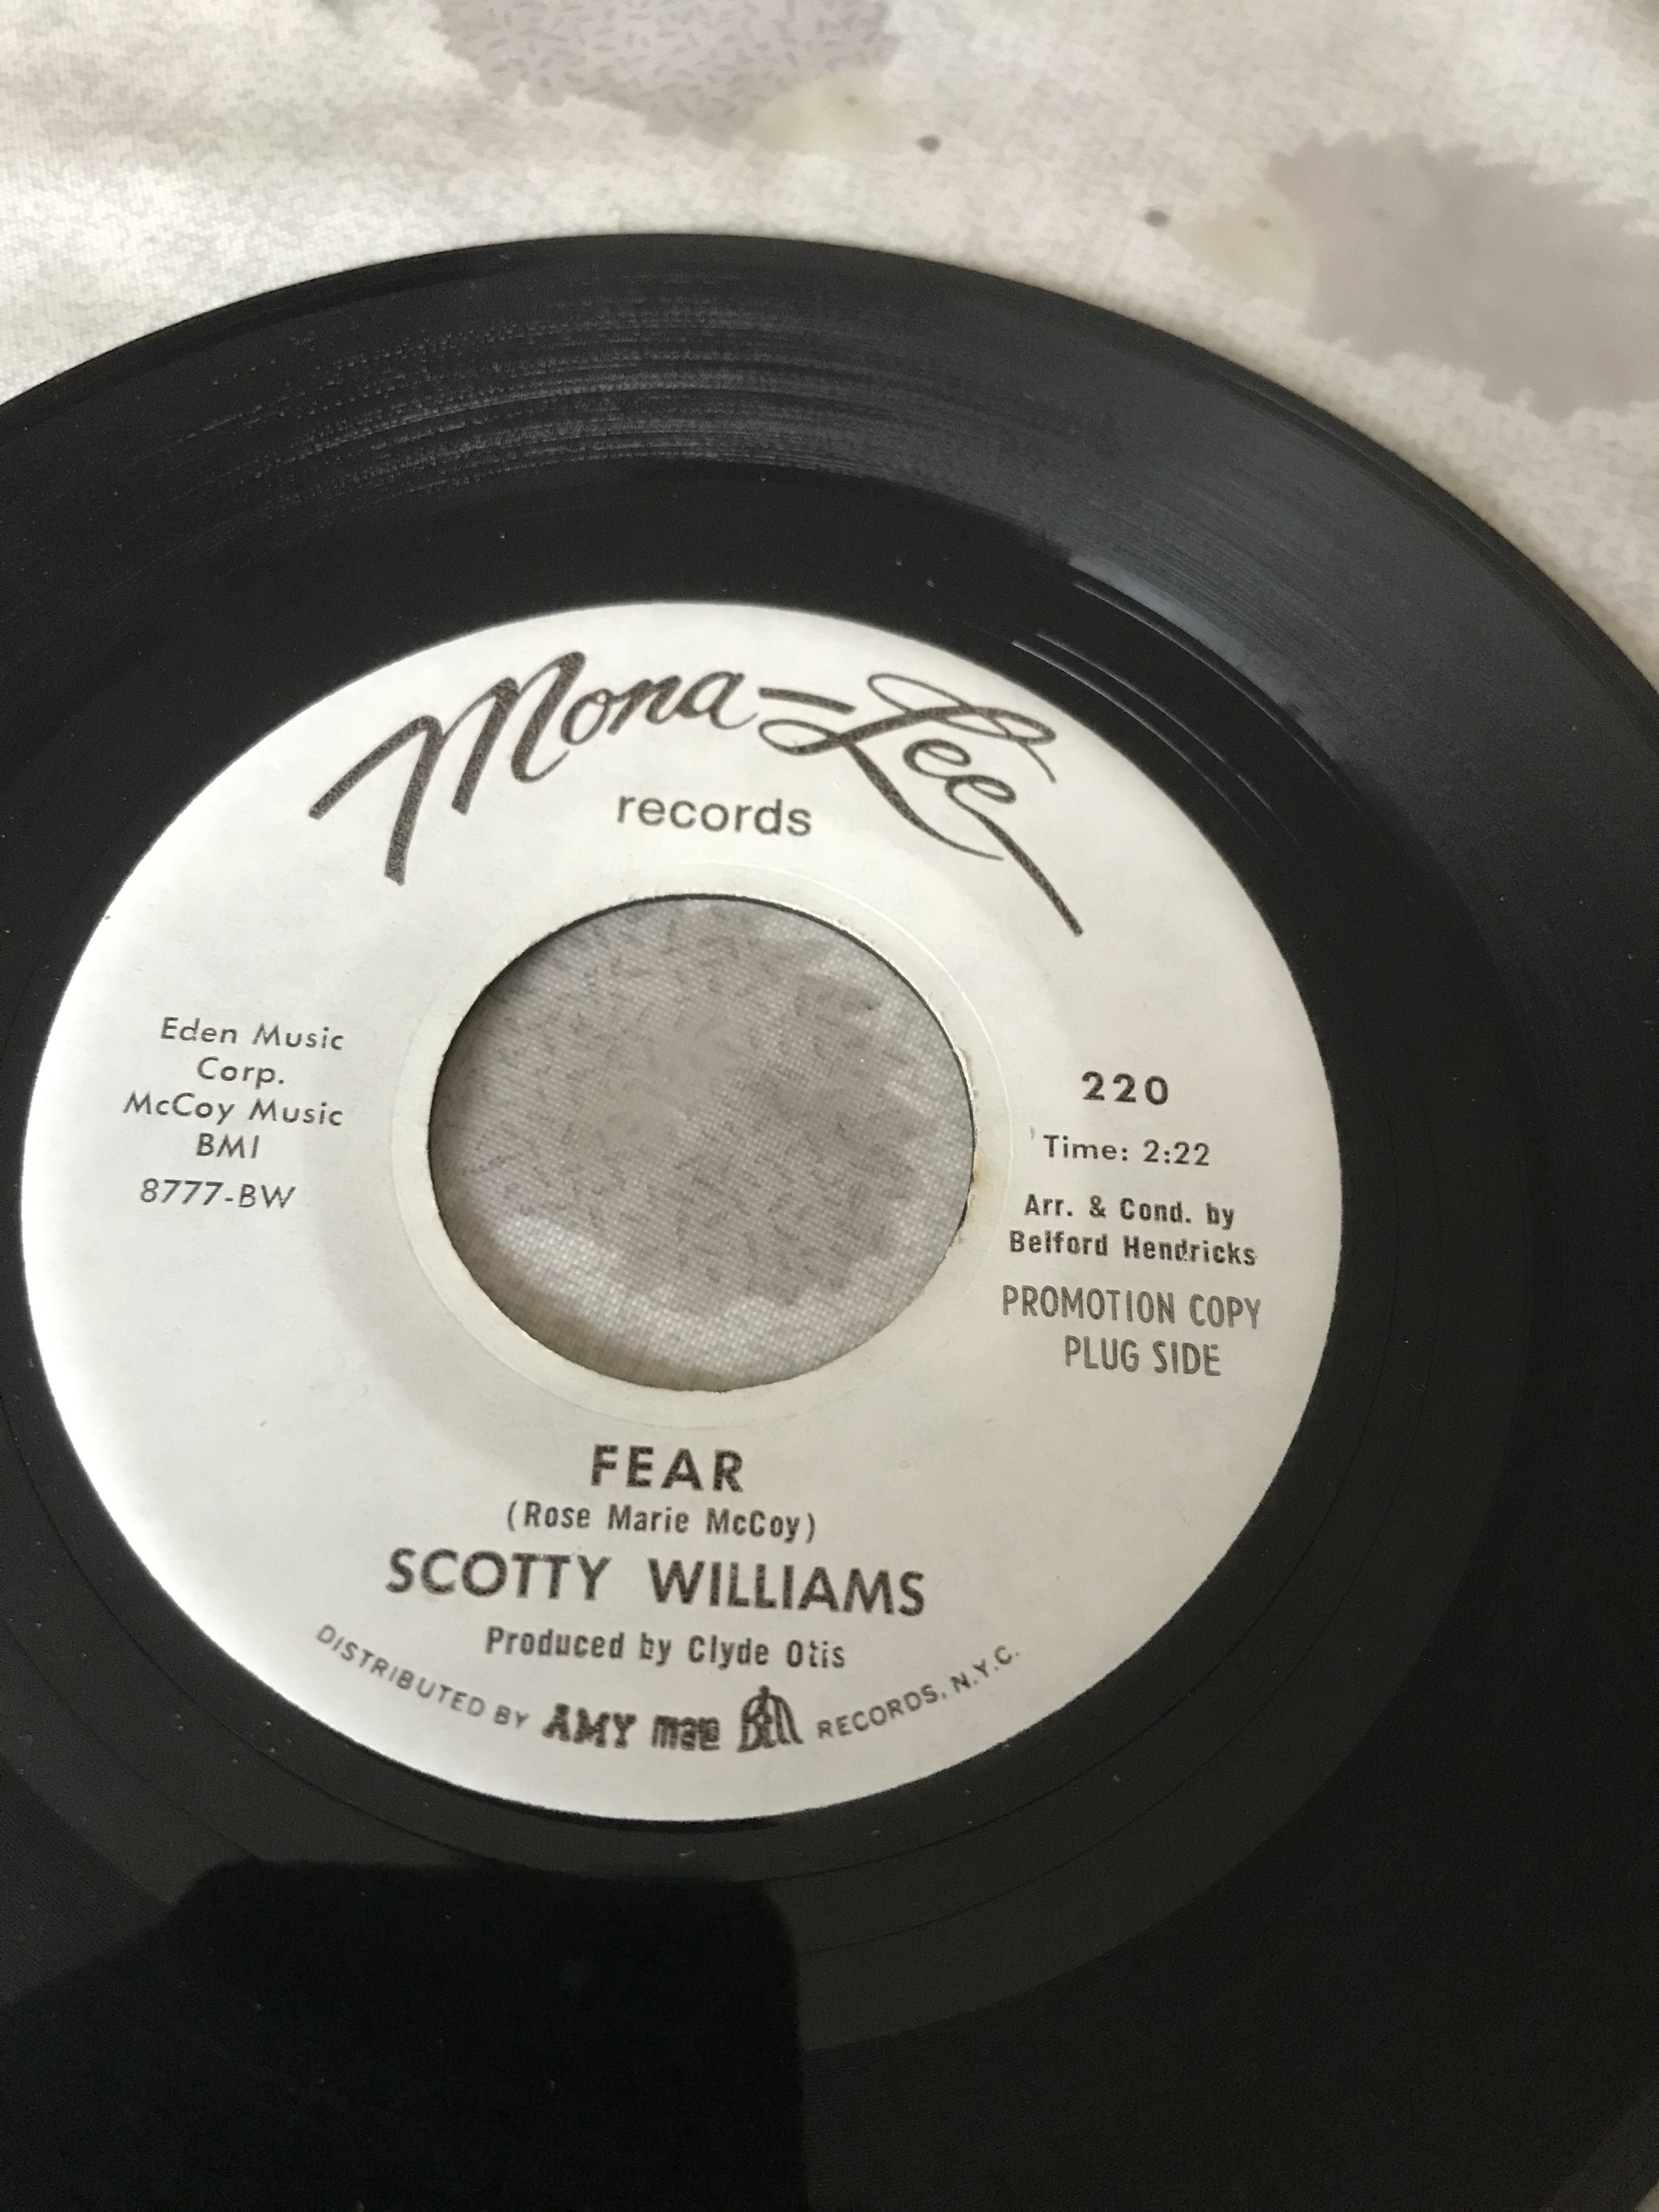 Mona-Lee
records
Eden Music
Corp.
McCoy Music
BMI
8777-BW
220
Time: 2:22
Arr. & Cond. by
Belford Hendricks
PROMOTION COPY
PLUG SIDE
FEAR
(Rose Marie McCoy)
SCOTTY WILLIAMS
Produced by Clyde Otis
DISTRIBUTED BY AMY mae Bell RECORDS, N.Y.C.